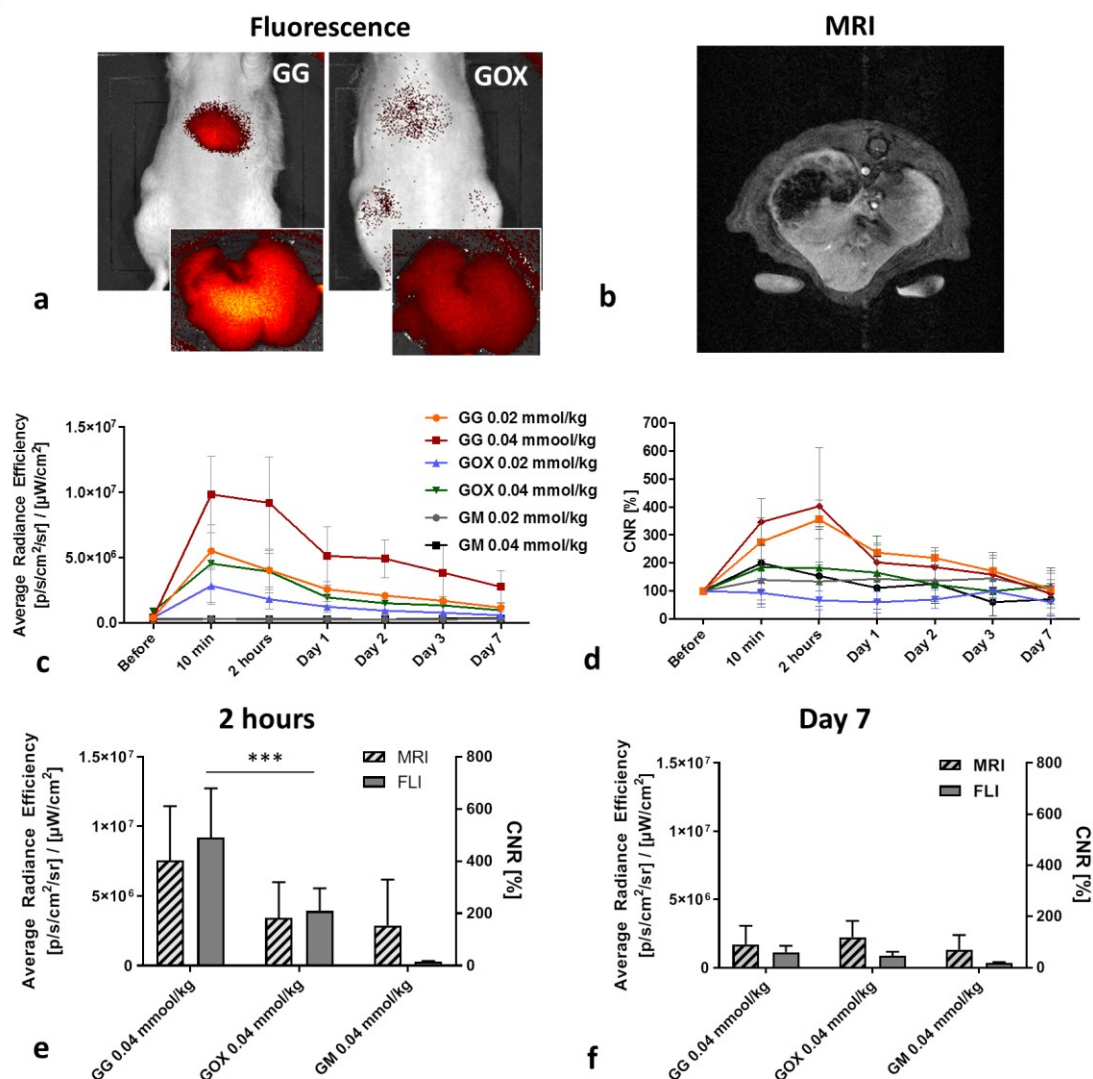 Fluorescence
MRI
GG
GOX
a
b
Average Radiance Efficiency
[p/s/cm²/sr] / [µW/cm²]
1.5×10⁷
1.0×10⁷
5.0×10⁶
0.0
Before
10 min
2 hours
Day 1
Day 2
Day 3
Day 7
GG 0.02 mmol/kg
GG 0.04 mmool/kg
GOX 0.02 mmol/kg
GOX 0.04 mmol/kg
GM 0.02 mmol/kg
GM 0.04 mmol/kg
c
CNR [%]
700
600
500
400
300
200
100
0
Before
10 min
2 hours
Day 1
Day 2
Day 3
Day 7
d
2 hours
Average Radiance Efficiency
[p/s/cm²/sr] / [µW/cm²]
1.5×10⁷
1×10⁷
5×10⁶
0
***
MRI
FLI
800
600
400
200
0
CNR
[%]
GG 0.04 mmool/kg
GOX 0.04 mmol/kg
GM 0.04 mmol/kg
e
Day 7
Average Radiance Efficiency
[p/s/cm²/sr] / [µW/cm²]
1.5×10⁷
1×10⁷
5×10⁶
0
MRI
FLI
800
600
400
200
0
CNR
[%]
GG 0.04 mmool/kg
GOX 0.04 mmol/kg
GM 0.04 mmol/kg
f